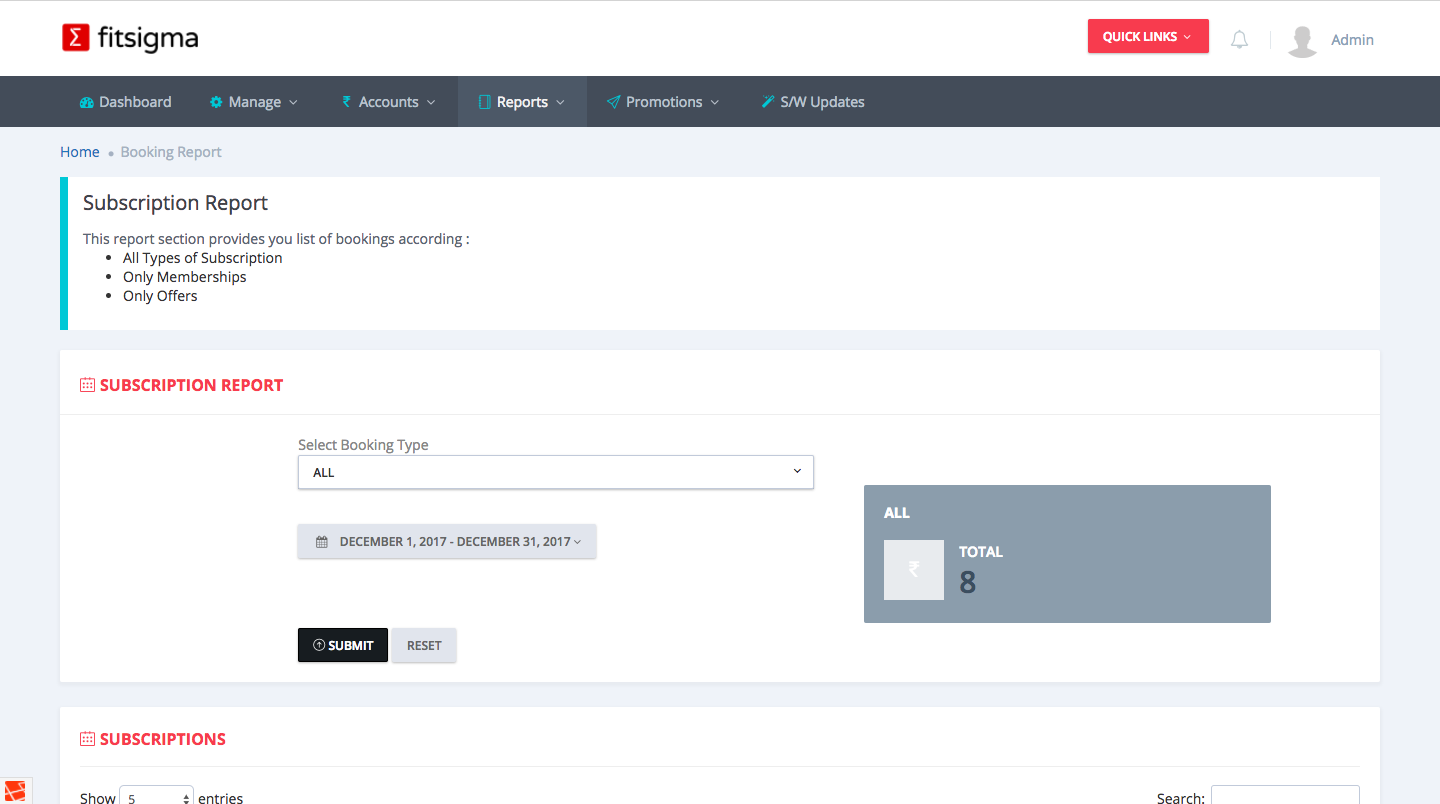 Σ fitsigma
QUICK LINKS
Admin
Dashboard Manage ₹ Accounts Reports Promotions S/W Updates
Home • Booking Report
Subscription Report
This report section provides you list of bookings according :
• All Types of Subscription
• Only Memberships
• Only Offers
SUBSCRIPTION REPORT
Select Booking Type
ALL
DECEMBER 1, 2017 - DECEMBER 31, 2017
SUBMIT RESET
ALL
₹
TOTAL
8
SUBSCRIPTIONS
Show 5 entries
Search: